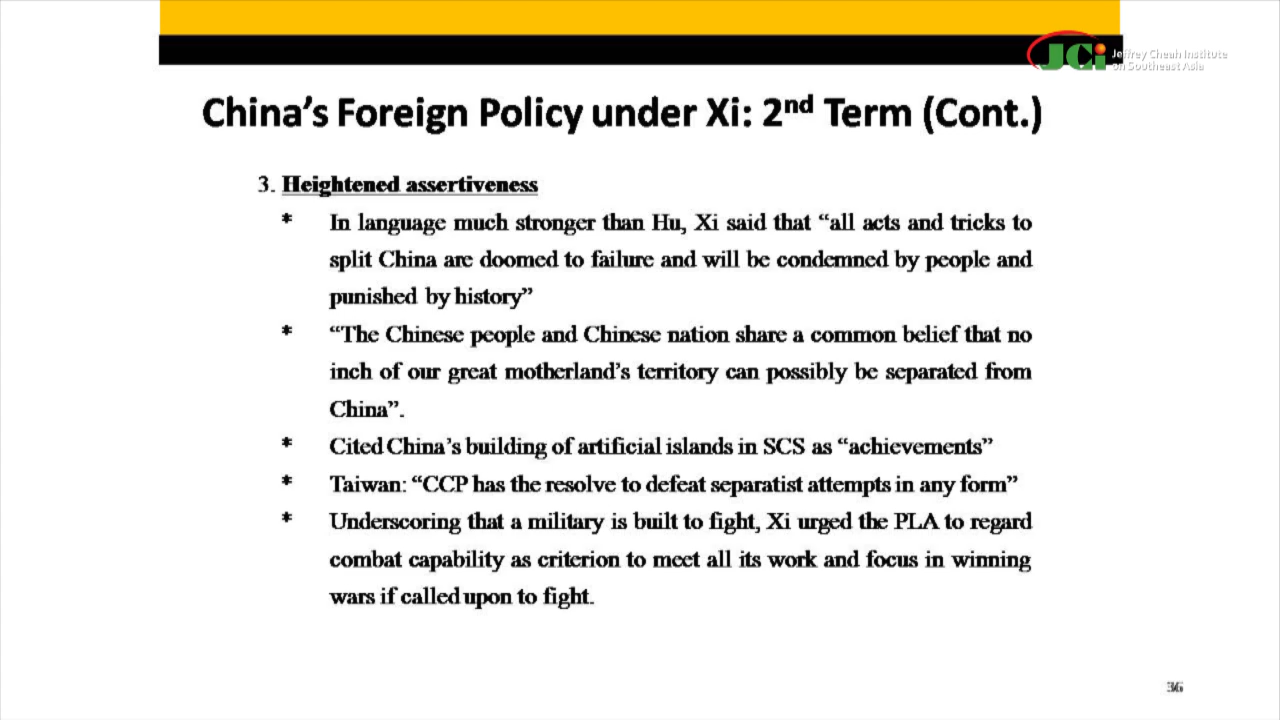 JCi Jeffrey Cheah Institute
on Southeast Asia
China's Foreign Policy under Xi: 2nd Term (Cont.)
3. Heightened assertiveness
* In language much stronger than Hu, Xi said that “all acts and tricks to
split China are doomed to failure and will be condemned by people and
punished by history”
* “The Chinese people and Chinese nation share a common belief that no
inch of our great motherland’s territory can possibly be separated from
China”.
* Cited China’s building of artificial islands in SCS as “achievements”
* Taiwan: “CCP has the resolve to defeat separatist attempts in any form”
* Underscoring that a military is built to fight, Xi urged the PLA to regard
combat capability as criterion to meet all its work and focus in winning
wars if called upon to fight.
36